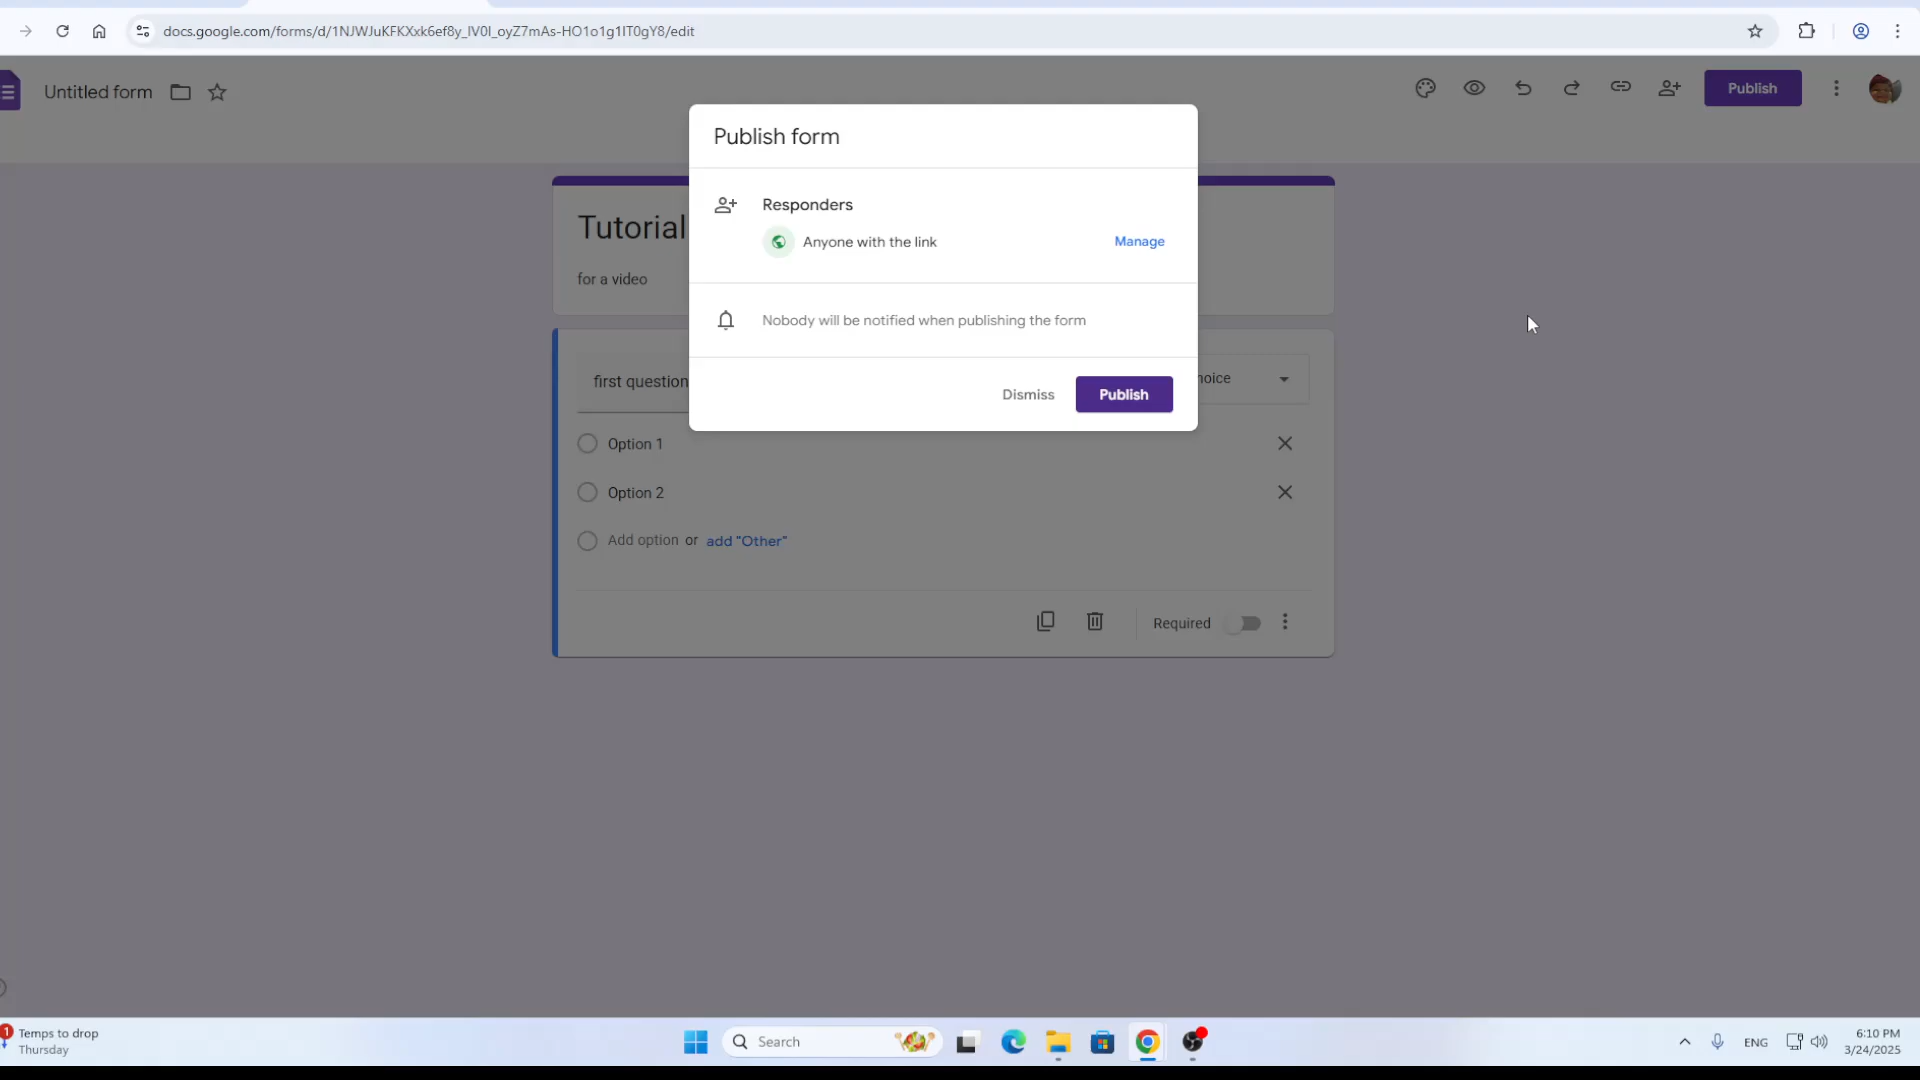 docs.google.com/forms/d/1NJWJuKFKXxk6ef8y_lV0I_oyZ7mAs-HO1o1g1IT0gY8/edit
Untitled form
Publish
Publish form
Responders
Anyone with the link
Manage
Nobody will be notified when publishing the form
Dismiss
Publish
Tutorial
for a video
first question
hoice
Option 1
Option 2
Add option or add "Other"
Required
1
Temps to drop
Thursday
Search
ENG
6:10 PM
3/24/2025